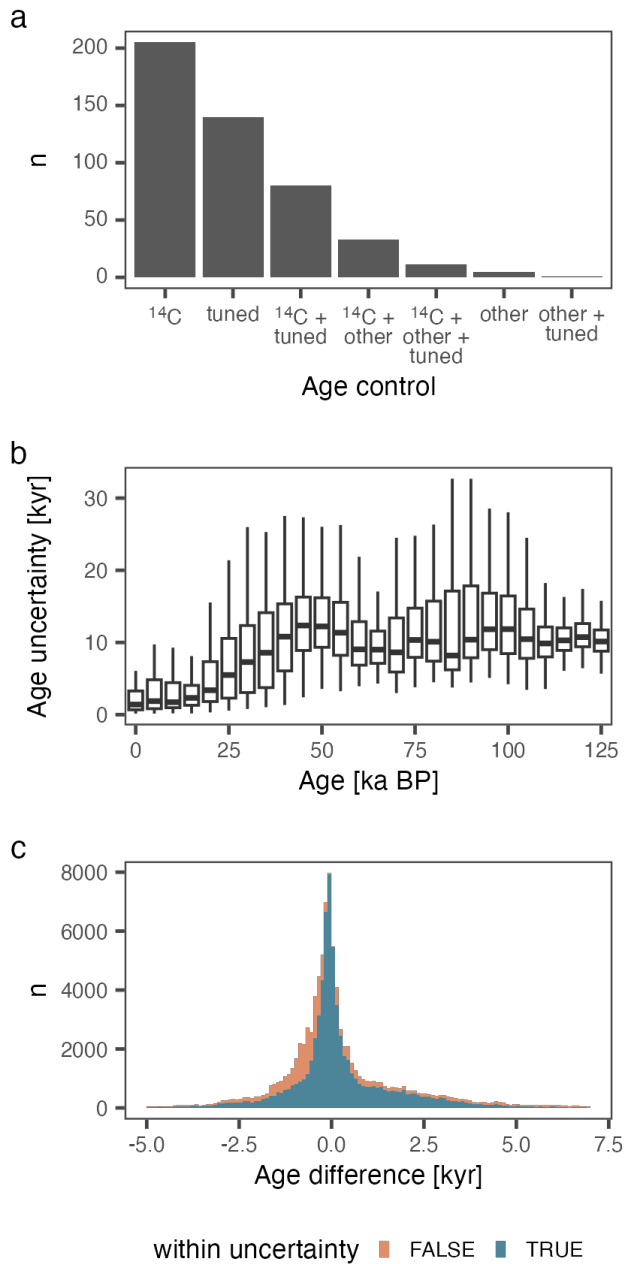 a
n
200
150
100
50
0
¹⁴C
tuned
¹⁴C +
tuned
¹⁴C +
other
¹⁴C +
other +
tuned
other
other +
tuned
Age control
b
Age uncertainty [kyr]
30
20
10
0
0
25
50
75
100
125
Age [ka BP]
c
n
8000
6000
4000
2000
0
-5.0
-2.5
0.0
2.5
5.0
7.5
Age difference [kyr]
within uncertainty FALSE TRUE